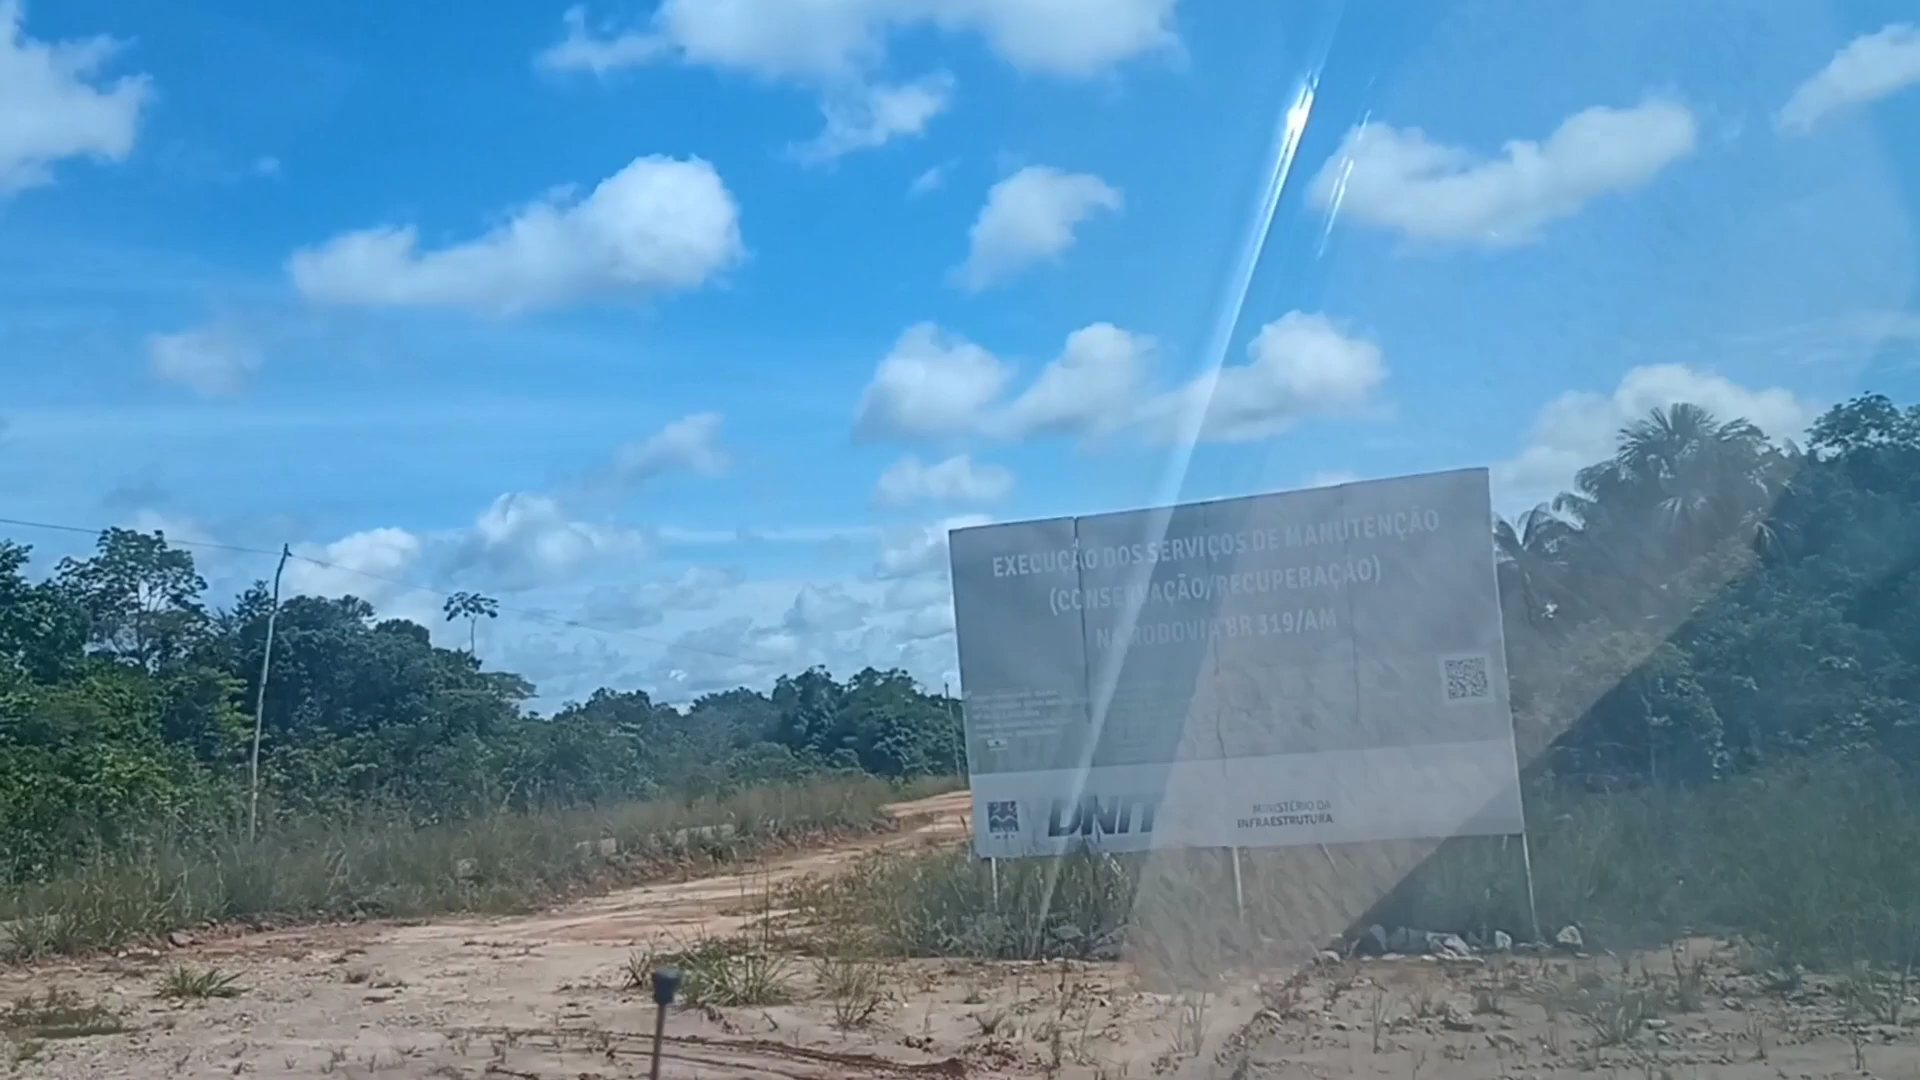 EXECUÇÃO DOS SERVIÇOS DE MANUTENÇÃO
(CONSERVAÇÃO/RECUPERAÇÃO)
NA RODOVIA BR 319/AM
DNIT
MINISTÉRIO DA
INFRAESTRUTURA